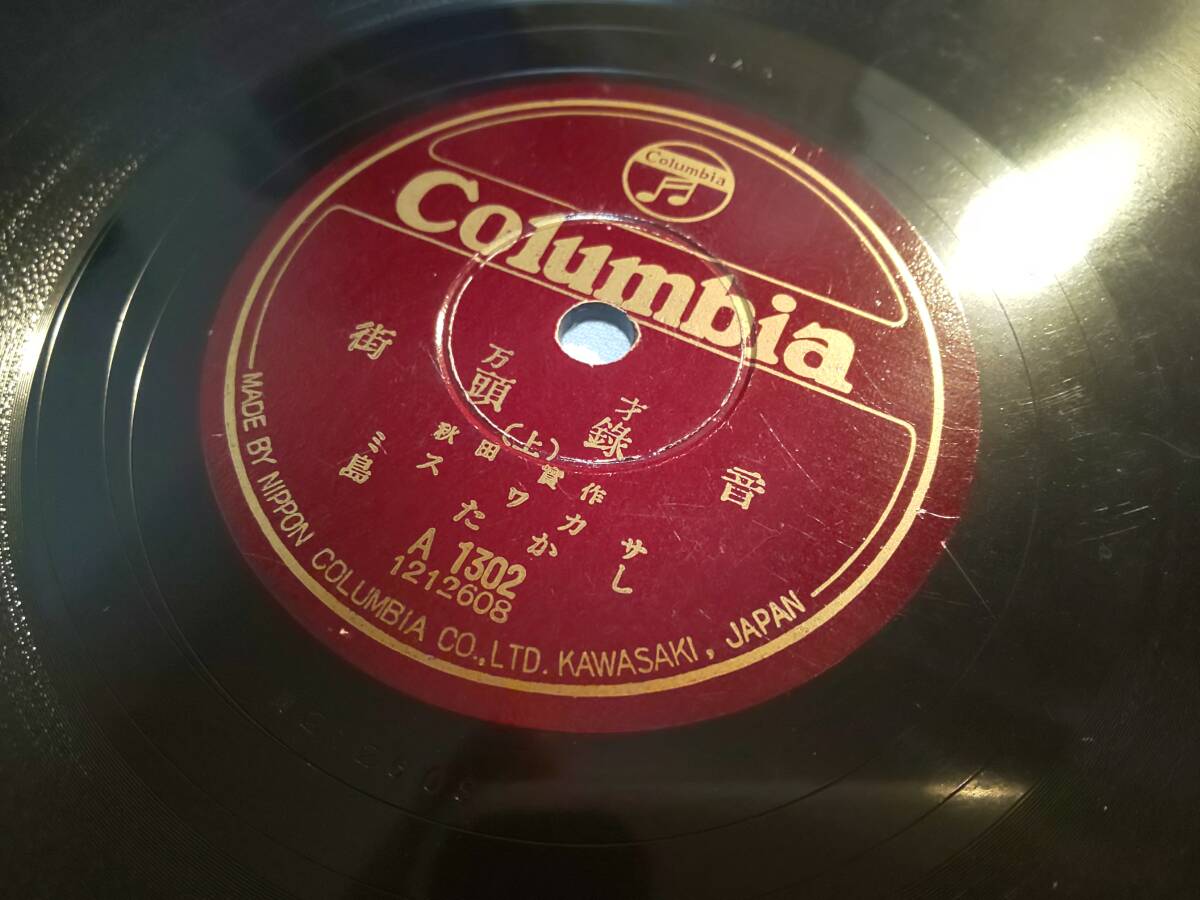 Columbia
Columbia
万才
街頭錄音
(上)
秋田實作
ミスワカサ
島たかし
A 1302
1212608
MADE BY NIPPON COLUMBIA CO., LTD. KAWASAKI, JAPAN